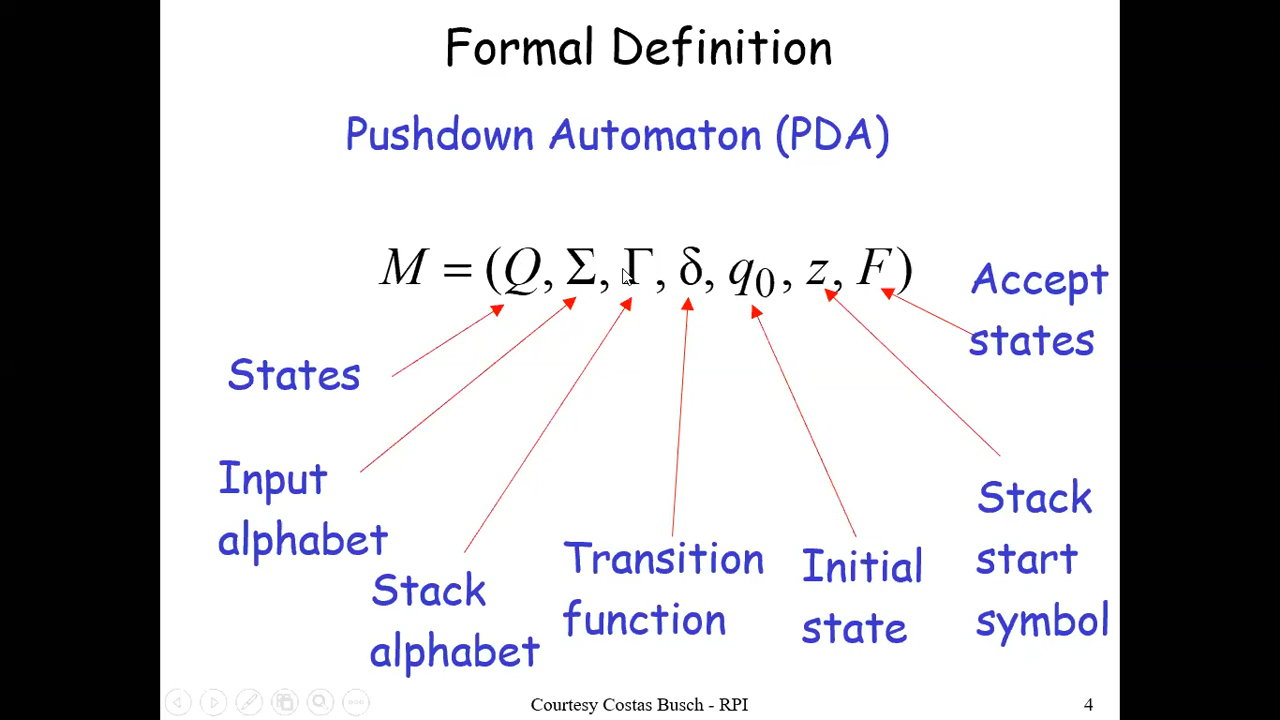 Formal Definition
Pushdown Automaton (PDA)
M = (Q, Σ, Γ, δ, q₀, z, F)
Accept
states
States
Input
alphabet
Stack
alphabet
Transition
function
Initial
state
Stack
start
symbol
Courtesy Costas Busch - RPI
4